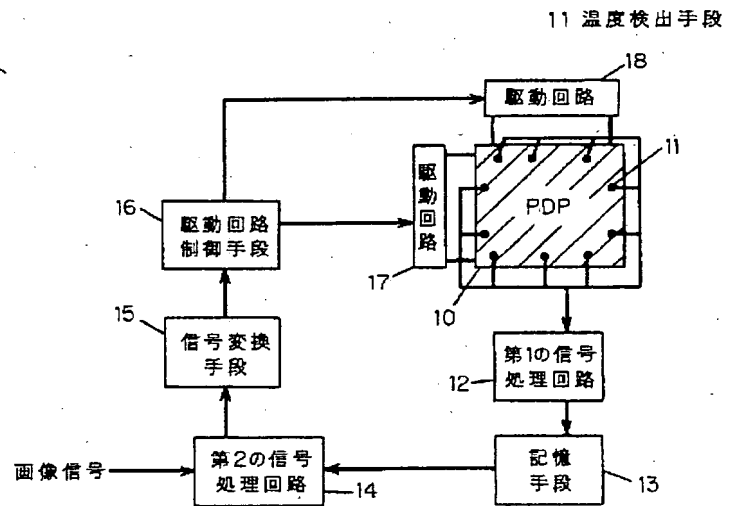 11 温度検出手段
18
駆動回路
11
駆動回路
PDP
16
駆動回路
制御手段
17
10
15
信号変換
手段
第1の信号
処理回路
12
画像信号
第2の信号
処理回路
14
記憶
手段
13